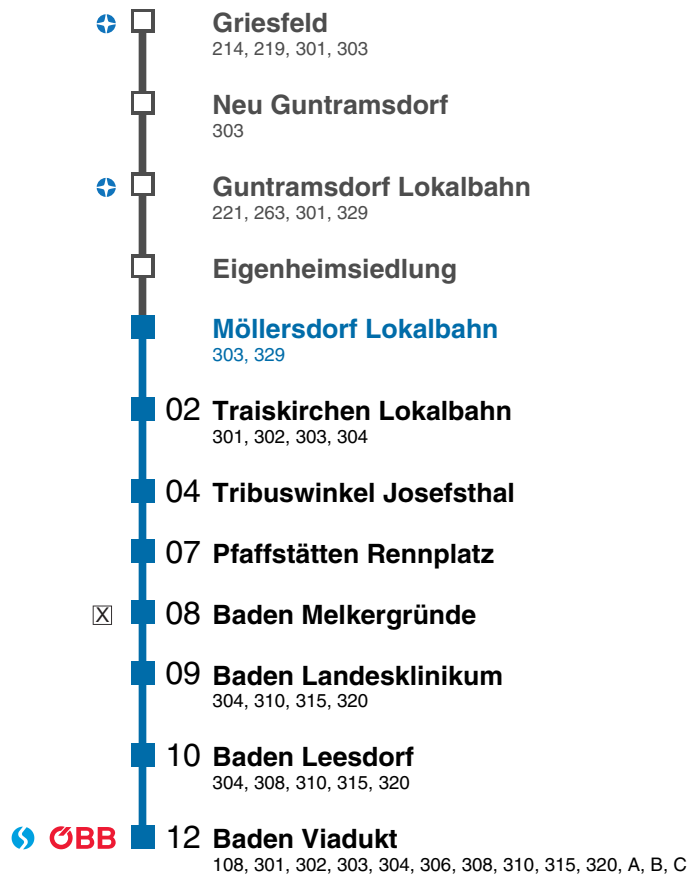 Griesfeld
214, 219, 301, 303
Neu Guntramsdorf
303
Guntramsdorf Lokalbahn
221, 263, 301, 329
Eigenheimsiedlung
Möllersdorf Lokalbahn
303, 329
02 Traiskirchen Lokalbahn
301, 302, 303, 304
04 Tribuswinkel Josefsthal
07 Pfaffstätten Rennplatz
X 08 Baden Melkergründe
09 Baden Landesklinikum
304, 310, 315, 320
10 Baden Leesdorf
304, 308, 310, 315, 320
ÖBB 12 Baden Viadukt
108, 301, 302, 303, 304, 306, 308, 310, 315, 320, A, B, C